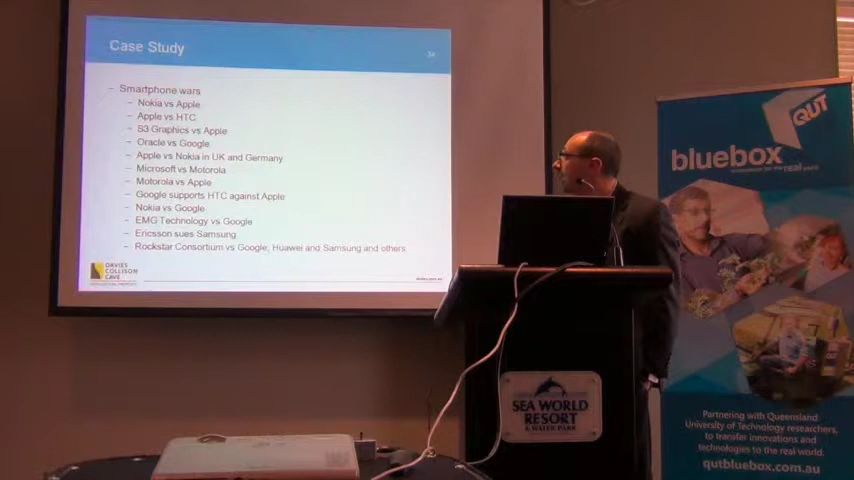 Case Study
34
– Smartphone wars
– Nokia vs Apple
– Apple vs HTC
– S3 Graphics vs Apple
– Oracle vs Google
– Apple vs Nokia in UK and Germany
– Microsoft vs Motorola
– Motorola vs Apple
– Google supports HTC against Apple
– Nokia vs Google
– EMG Technology vs Google
– Ericsson sues Samsung
– Rockstar Consortium vs Google, Huawei and Samsung and others
DAVIES
COLLISON
CAVE
SEA WORLD
RESORT
& WATER PARK
QUT
bluebox
real
Partnering with Queensland
University of Technology researchers,
to transfer innovations and
technologies to the real world.
qutbluebox.com.au